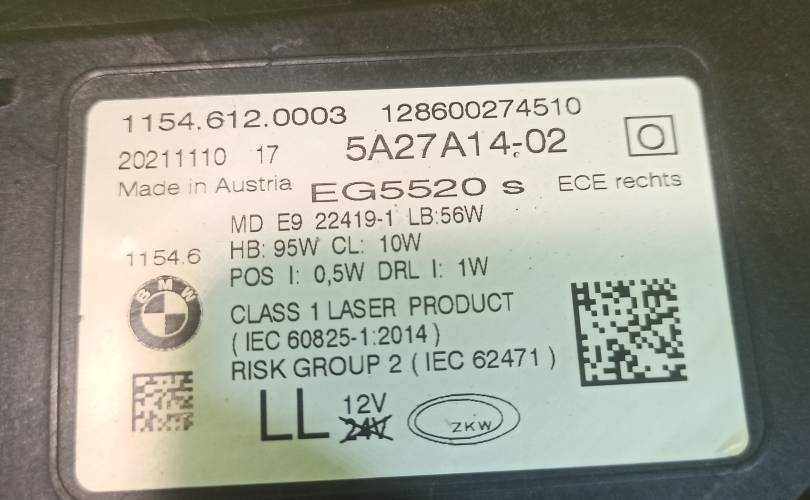 1154.612.0003 128600274510
20211110 17 5A27A14-02
Made in Austria EG5520 s ECE rechts
MD E9 22419-1 LB:56W
1154.6 HB: 95W CL: 10W
POS I: 0,5W DRL I: 1W
BMW
CLASS 1 LASER PRODUCT
( IEC 60825-1:2014 )
RISK GROUP 2 ( IEC 62471 )
LL 12V
24V
ZKW